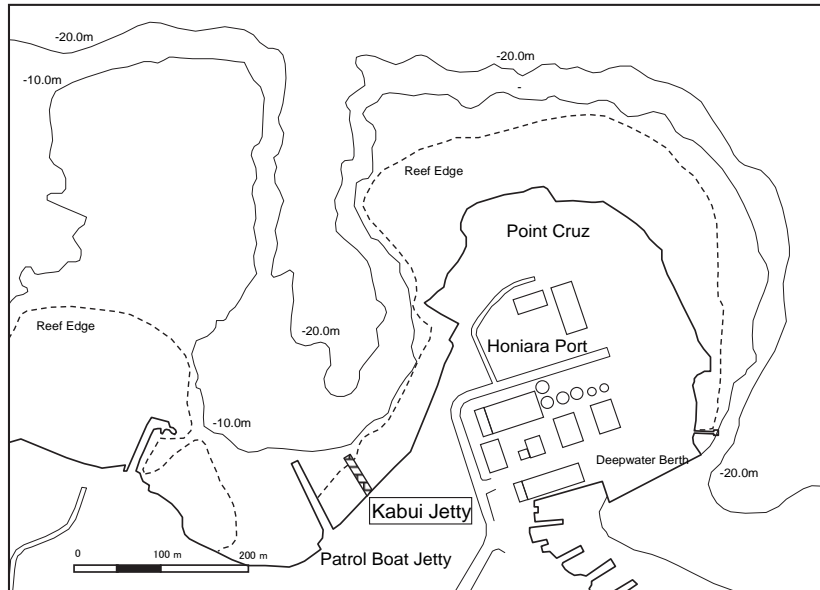 -20.0m
-10.0m
-20.0m
-
Reef Edge
Point Cruz
Reef Edge
-20.0m
Honiara Port
-10.0m
Deepwater Berth
-20.0m
Kabui Jetty
Patrol Boat Jetty
0 100 m 200 m